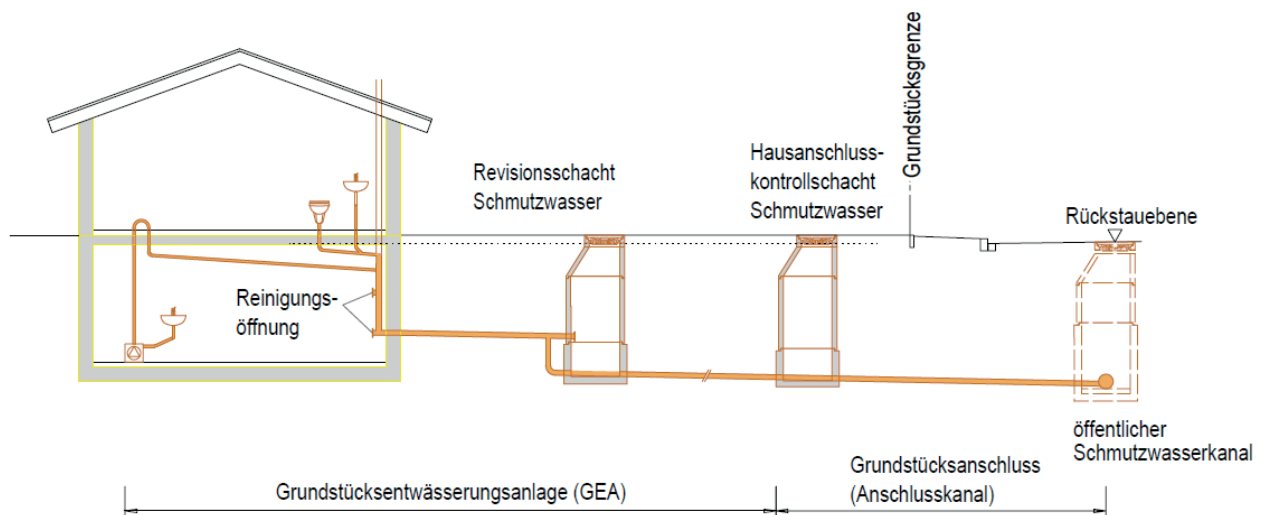 Grundstücksgrenze
Revisionsschacht
Schmutzwasser
Hausanschluss-
kontrollschacht
Schmutzwasser
Rückstauebene
Reinigungs-
öffnung
öffentlicher
Schmutzwasserkanal
Grundstücksentwässerungsanlage (GEA)
Grundstücksanschluss
(Anschlusskanal)